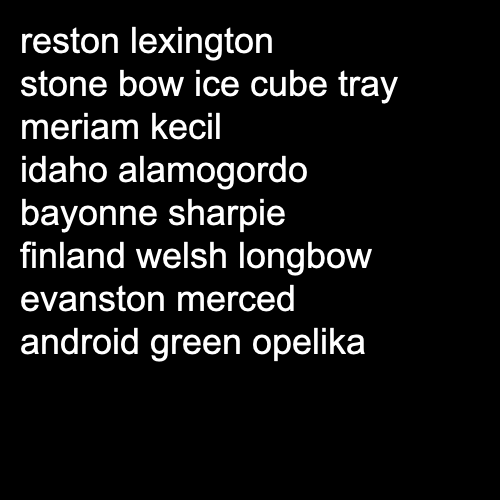 reston lexington
stone bow ice cube tray
meriam kecil
idaho alamogordo
bayonne sharpie
finland welsh longbow
evanston merced
android green opelika